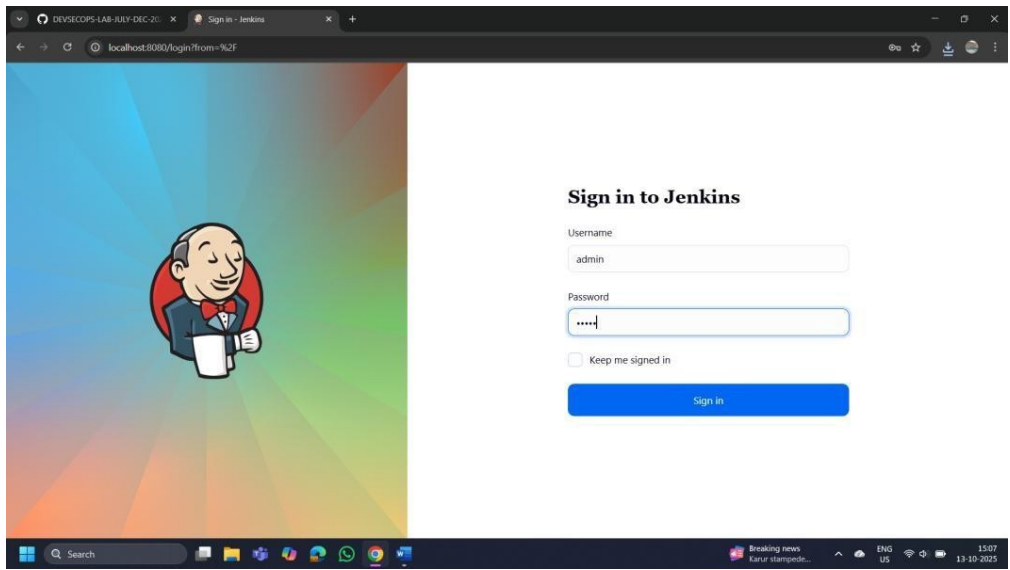 DEVSECOPS-LAB-JULY-DEC-20
Sign in - Jenkins
localhost:8080/login?from=%2F
Sign in to Jenkins
Username
admin
Password
•••••
Keep me signed in
Sign in
Search
Breaking news
Karur stampede...
ENG
US
15:07
13-10-2025